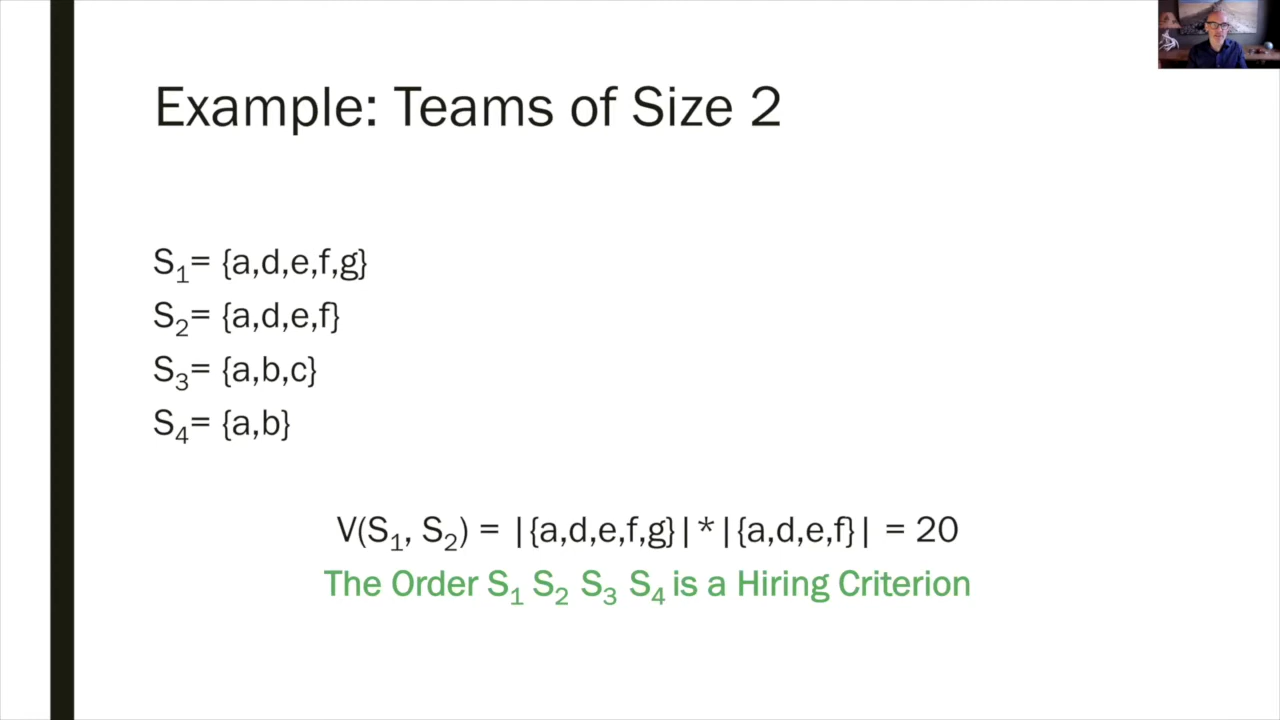 Example: Teams of Size 2
S₁= {a,d,e,f,g}
S₂= {a,d,e,f}
S₃= {a,b,c}
S₄= {a,b}
V(S₁, S₂) = |{a,d,e,f,g}|*|{a,d,e,f}| = 20
The Order S₁ S₂ S₃ S₄ is a Hiring Criterion